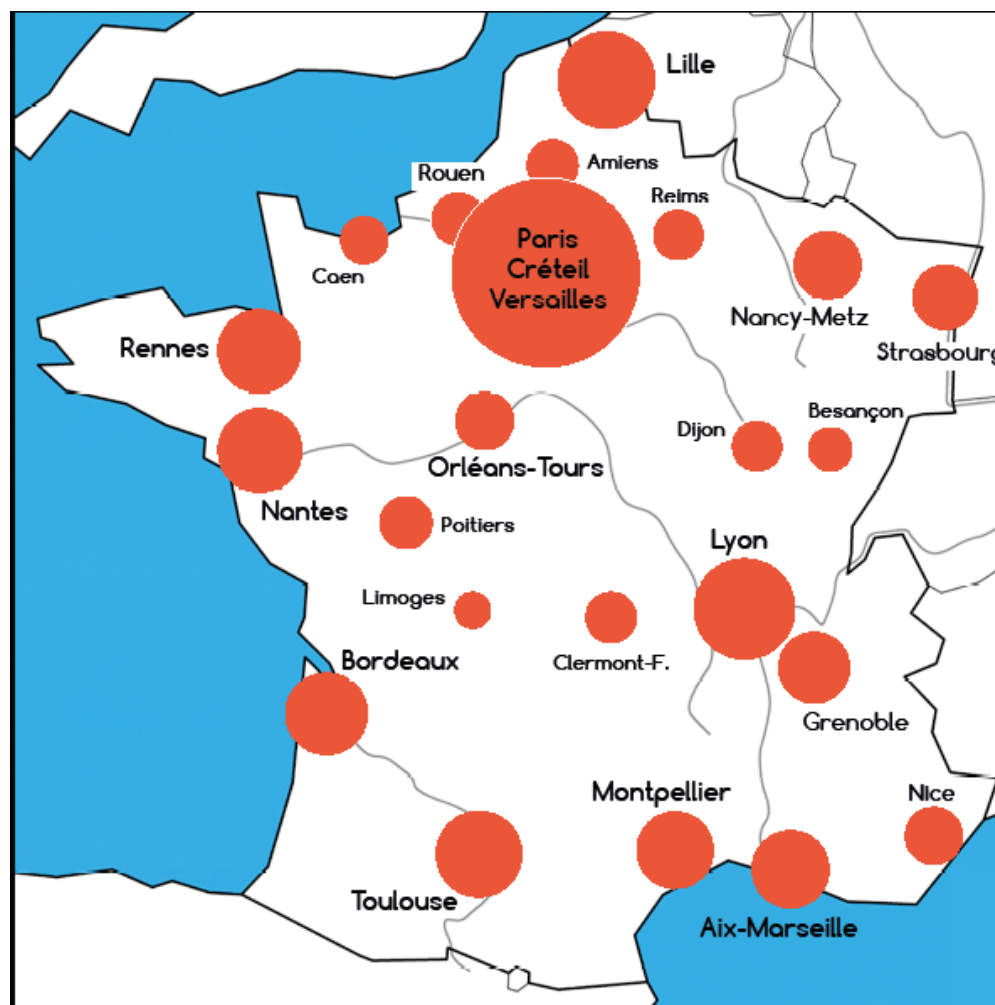 Lille
Amiens
Rouen
Reims
Paris
Créteil
Versailles
Caen
Nancy-Metz
Rennes
Strasbourg
Besançon
Dijon
Orléans-Tours
Nantes
Poitiers
Lyon
Limoges
Clermont-F.
Bordeaux
Grenoble
Montpellier
Nice
Toulouse
Aix-Marseille